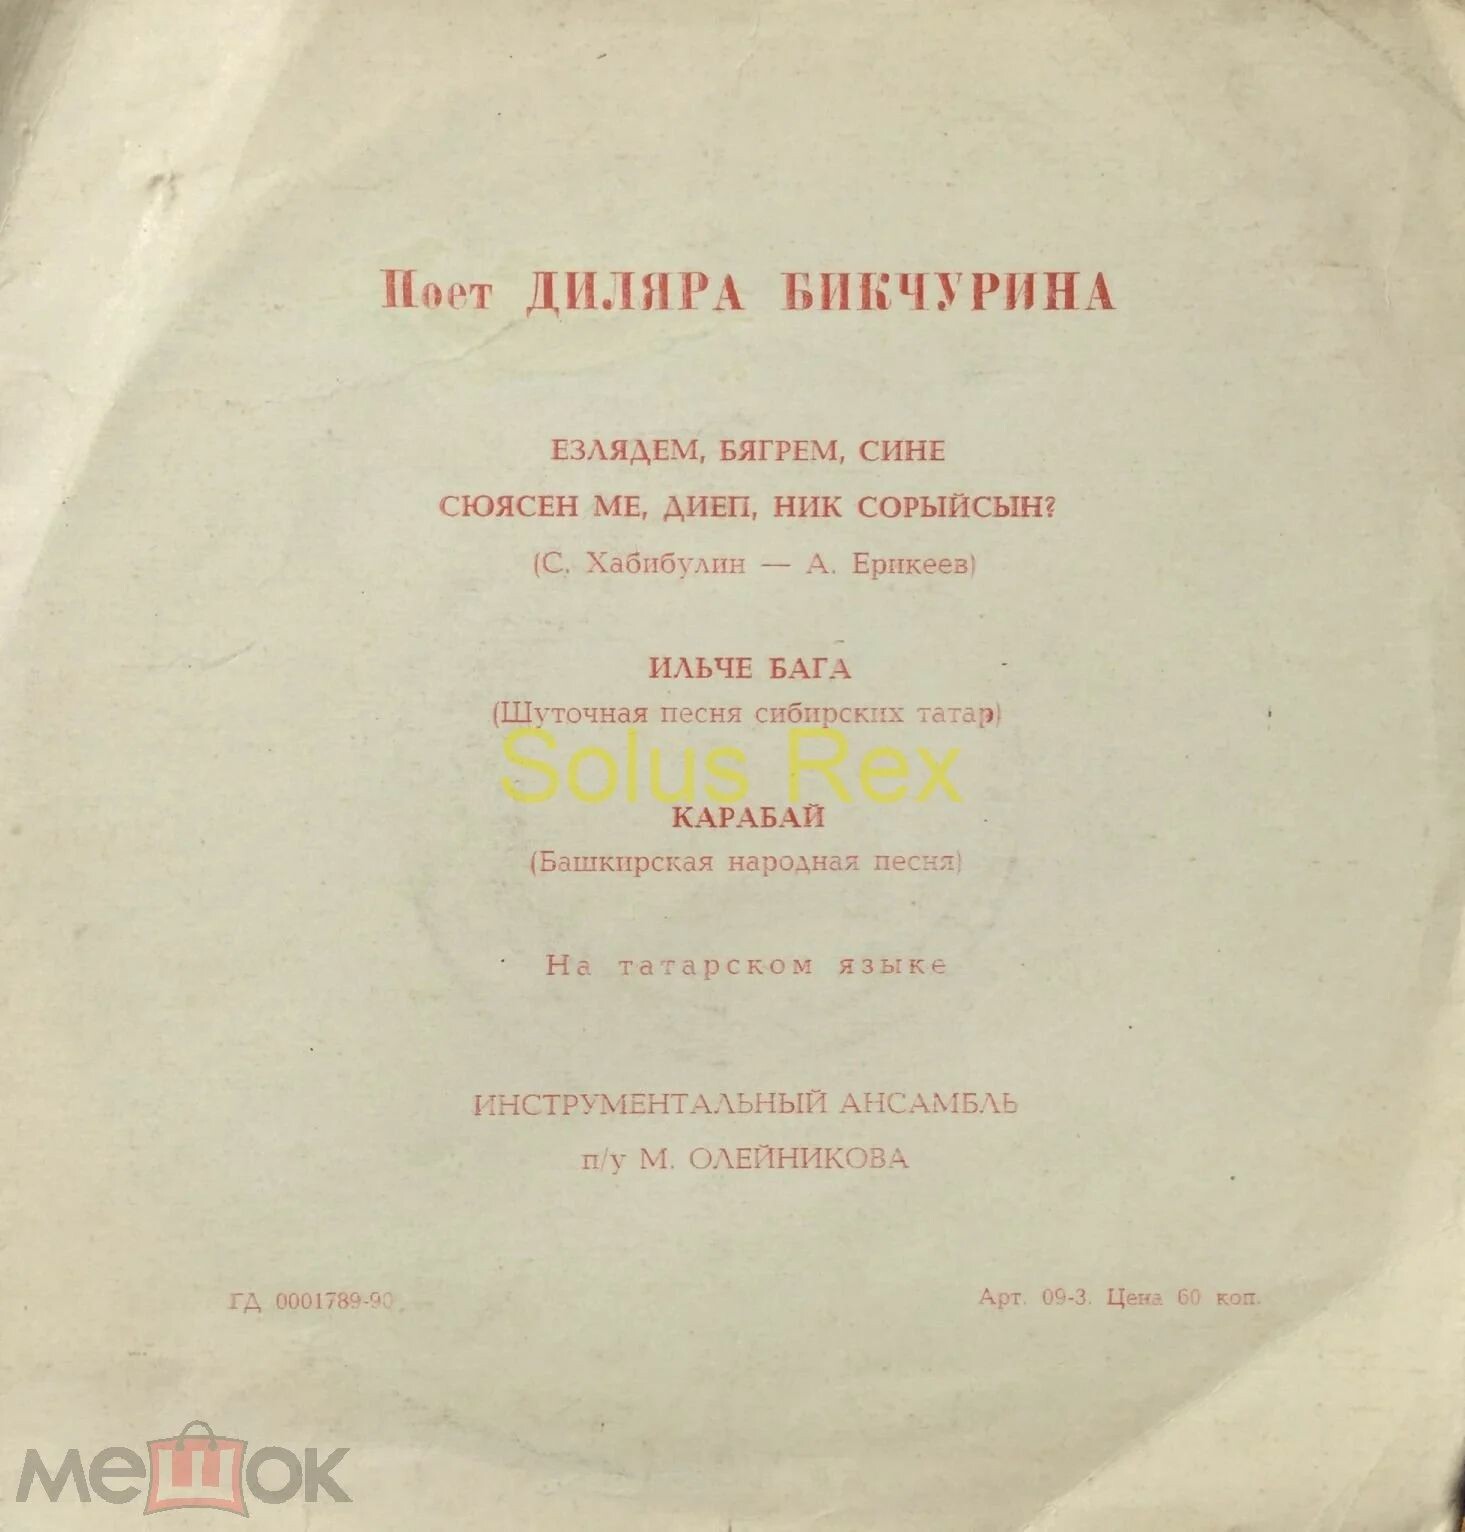 Поет ДИЛЯРА БИКЧУРИНА
ЕЗЛЯДЕМ, БЯГРЕМ, СИНЕ
СЮЯСЕН МЕ, ДИЕП, НИК СОРЫЙСЫН?
(С. Хабибулин — А. Ерикеев)
ИЛЬЧЕ БАГА
(Шуточная песня сибирских татар)
Solus Rex
КАРАБАЙ
(Башкирская народная песня)
На татарском языке
ИНСТРУМЕНТАЛЬНЫЙ АНСАМБЛЬ
п/у М. ОЛЕЙНИКОВА
ГД 0001789-90
Арт. 09-3. Цена 60 коп.
мешок